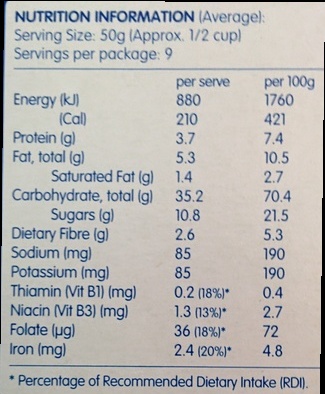 NUTRITION INFORMATION (Average):
Serving Size: 50g (Approx. 1/2 cup)
Servings per package: 9
per serve per 100g
Energy (kJ) 880 1760
(Cal) 210 421
Protein (g) 3.7 7.4
Fat, total (g) 5.3 10.5
Saturated Fat (g) 1.4 2.7
Carbohydrate, total (g) 35.2 70.4
Sugars (g) 10.8 21.5
Dietary Fibre (g) 2.6 5.3
Sodium (mg) 85 190
Potassium (mg) 85 190
Thiamin (Vit B1) (mg) 0.2 (18%)* 0.4
Niacin (Vit B3) (mg) 1.3 (13%)* 2.7
Folate (µg) 36 (18%)* 72
Iron (mg) 2.4 (20%)* 4.8
* Percentage of Recommended Dietary Intake (RDI).